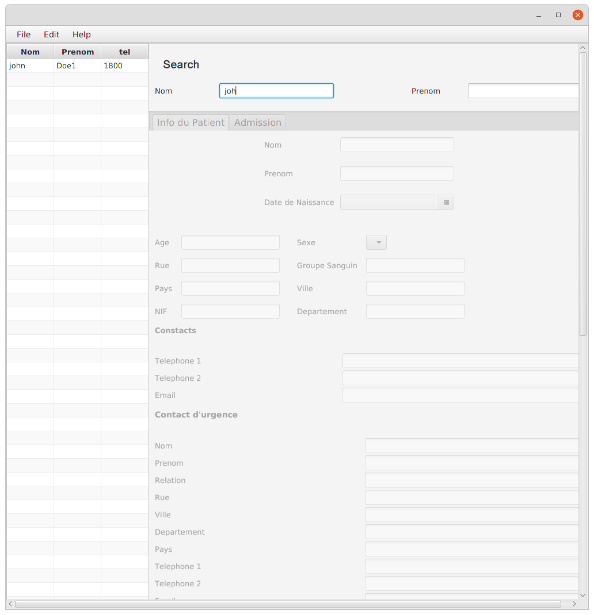 File Edit Help
Nom Prenom tel
john Doe1 1800
Search
Nom joh Prenom
Info du Patient Admission
Nom
Prenom
Date de Naissance
Age Sexe
Rue Groupe Sanguin
Pays Ville
NIF Departement
Constacts
Telephone 1
Telephone 2
Email
Contact d'urgence
Nom
Prenom
Relation
Rue
Ville
Departement
Pays
Telephone 1
Telephone 2